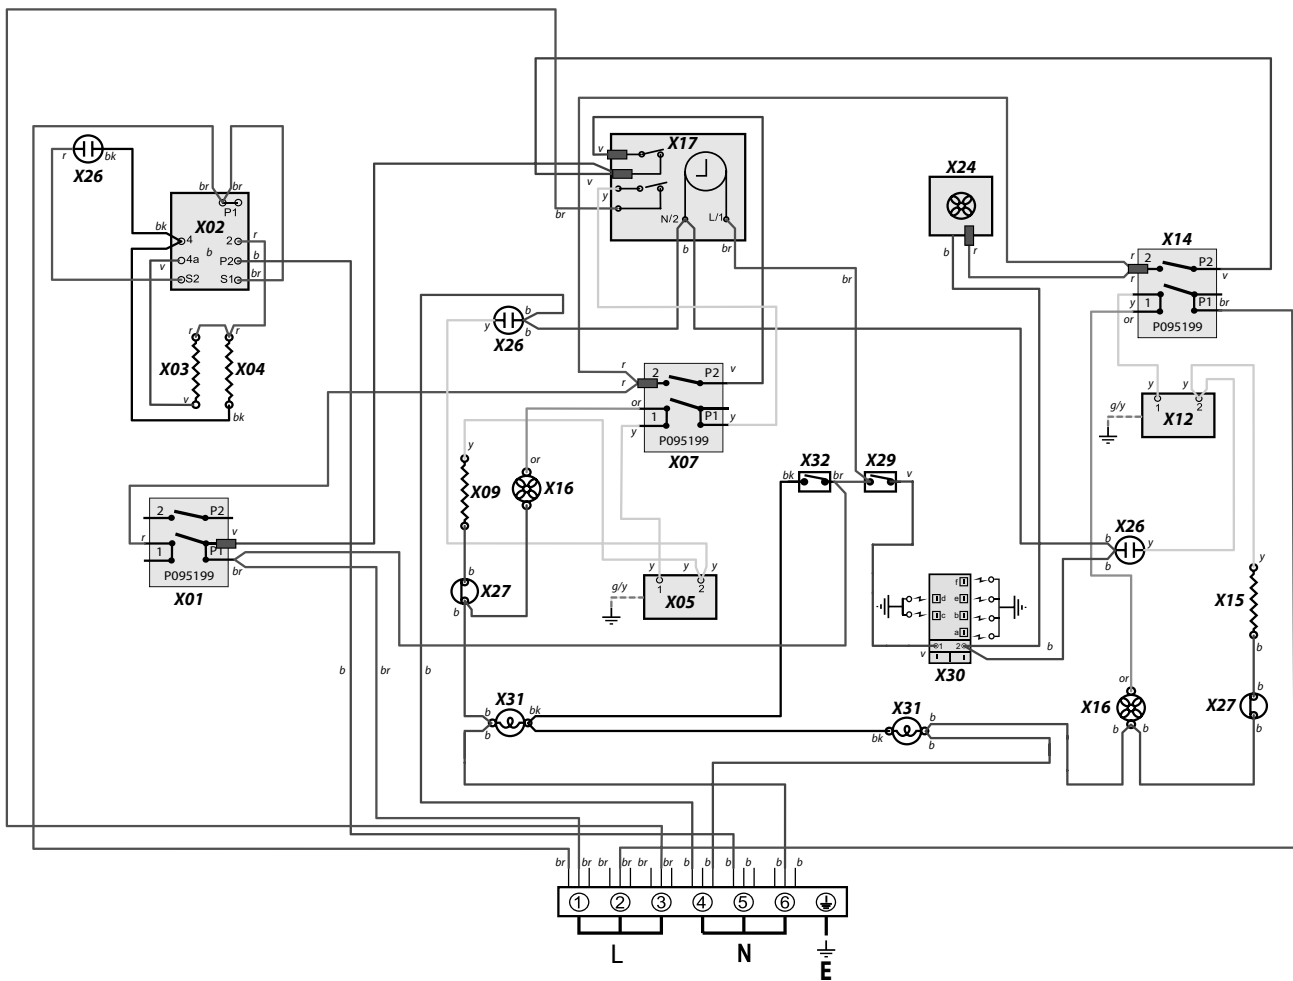 X17
v
v
y
br
N/2 L/1
b br
br
X26
r bk
br br
P1
X02
bk 4 2 r
b
v 4a P2 b
S2 S1 br
r r
X03 X04
v bk
X24
b r
X14
r 2 P2
r v
y 1 P1 br
or
P095199
y b
X26 b
r 2 P2 v
r
or 1 P1
y y
P095199
X07
y y
g/y 1 2
X12
y or
X09 X16
bk X32 br X29 v
2 P2
r v
1 P1
br
P095199
X01
X26
b y
b
b
X27
b
y y y
g/y 1 2
X05
f
d e
c b
a
v 1 2 b
X30
y
X15
b
b br b
X31
b bk
b
X31
b
bk b
or
X16
b b
b
X27
b
br br br br br br b b b b b b
1 2 3 4 5 6
L N E